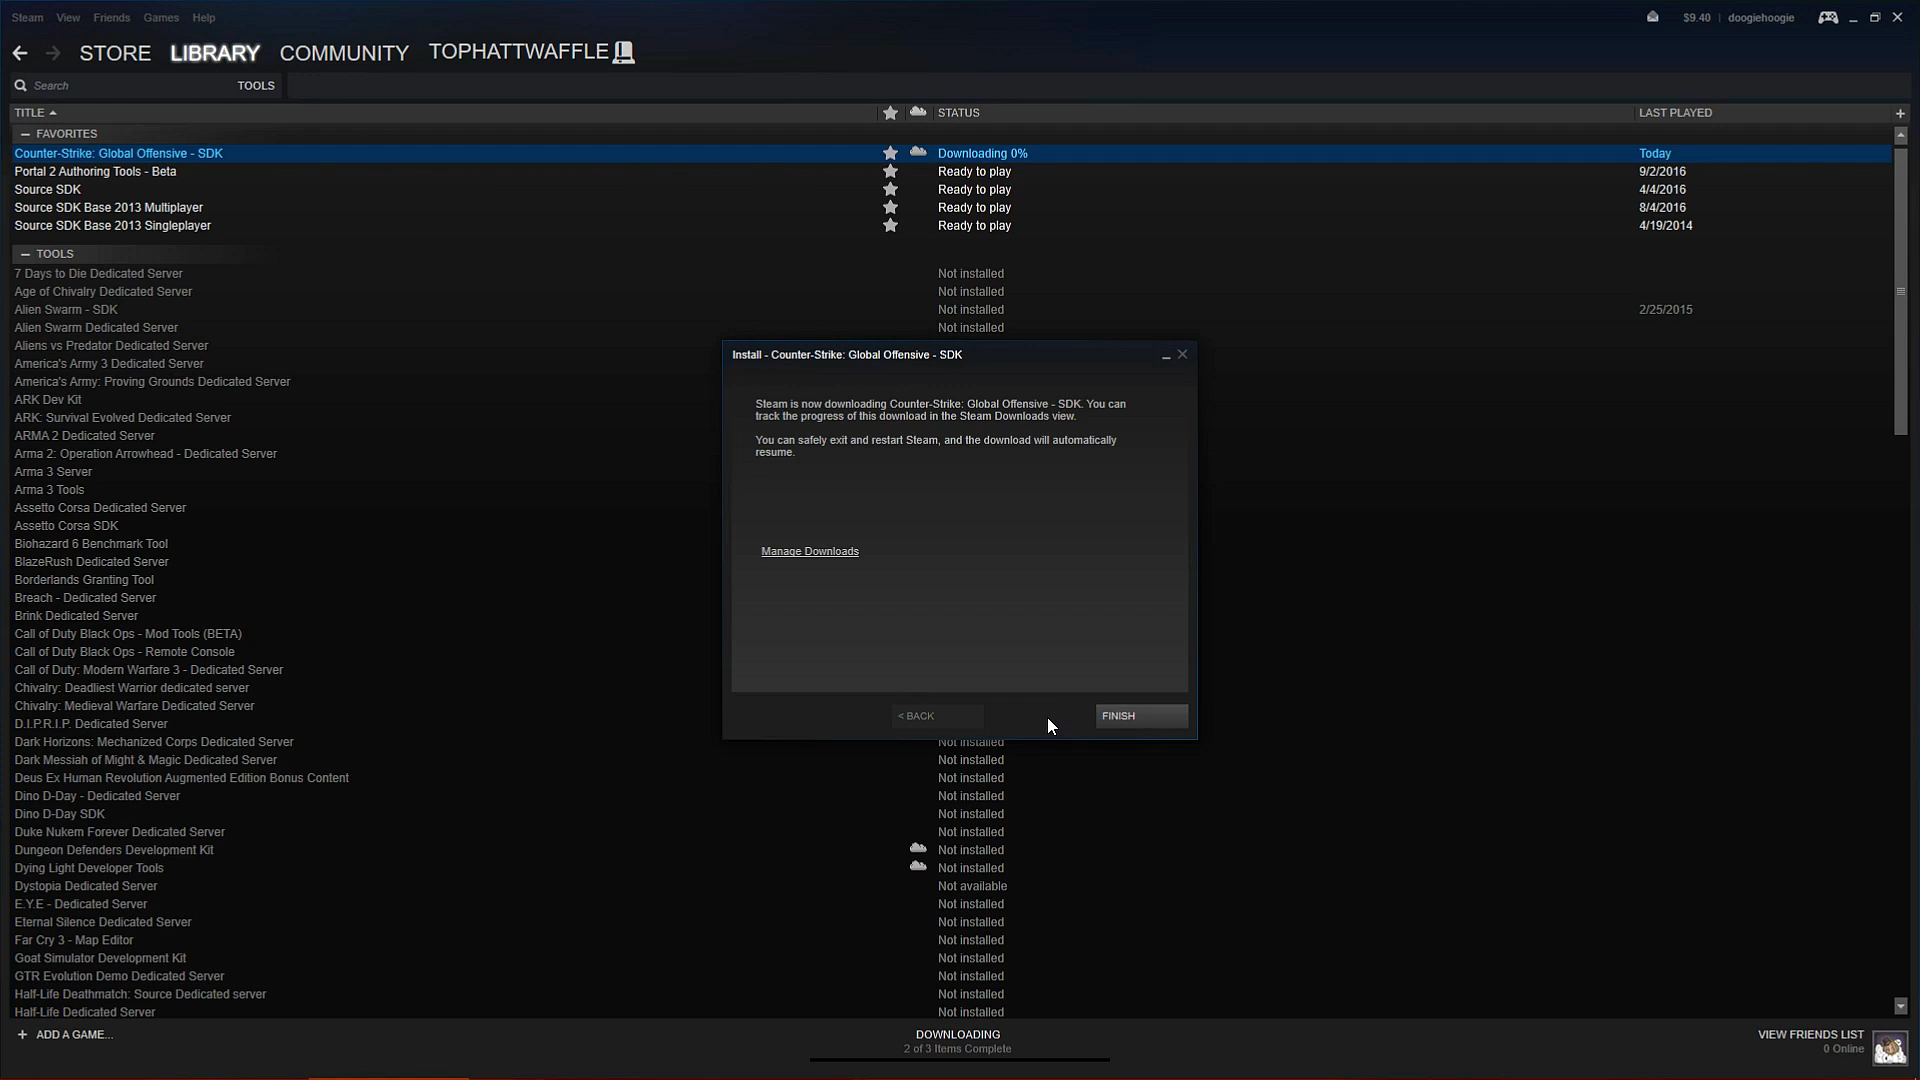 Steam View Friends Games Help
$9.40 | doogiehoogie
STORE LIBRARY COMMUNITY TOPHATTWAFFLE
Search TOOLS
TITLE STATUS LAST PLAYED +
— FAVORITES
Counter-Strike: Global Offensive - SDK Downloading 0% Today
Portal 2 Authoring Tools - Beta Ready to play 9/2/2016
Source SDK Ready to play 4/4/2016
Source SDK Base 2013 Multiplayer Ready to play 8/4/2016
Source SDK Base 2013 Singleplayer Ready to play 4/19/2014
— TOOLS
7 Days to Die Dedicated Server Not installed
Age of Chivalry Dedicated Server Not installed
Alien Swarm - SDK Not installed 2/25/2015
Alien Swarm Dedicated Server Not installed
Aliens vs Predator Dedicated Server
America's Army 3 Dedicated Server
America's Army: Proving Grounds Dedicated Server
ARK Dev Kit
ARK: Survival Evolved Dedicated Server
ARMA 2 Dedicated Server
Arma 2: Operation Arrowhead - Dedicated Server
Arma 3 Server
Arma 3 Tools
Assetto Corsa Dedicated Server
Assetto Corsa SDK
Biohazard 6 Benchmark Tool
BlazeRush Dedicated Server
Borderlands Granting Tool
Breach - Dedicated Server
Brink Dedicated Server
Call of Duty Black Ops - Mod Tools (BETA)
Call of Duty Black Ops - Remote Console
Call of Duty: Modern Warfare 3 - Dedicated Server
Chivalry: Deadliest Warrior dedicated server
Chivalry: Medieval Warfare Dedicated Server
D.I.P.R.I.P. Dedicated Server
Dark Horizons: Mechanized Corps Dedicated Server Not installed
Dark Messiah of Might & Magic Dedicated Server Not installed
Deus Ex Human Revolution Augmented Edition Bonus Content Not installed
Dino D-Day - Dedicated Server Not installed
Dino D-Day SDK Not installed
Duke Nukem Forever Dedicated Server Not installed
Dungeon Defenders Development Kit Not installed
Dying Light Developer Tools Not installed
Dystopia Dedicated Server Not available
E.Y.E - Dedicated Server Not installed
Eternal Silence Dedicated Server Not installed
Far Cry 3 - Map Editor Not installed
Goat Simulator Development Kit Not installed
GTR Evolution Demo Dedicated Server Not installed
Half-Life Deathmatch: Source Dedicated server Not installed
Half-Life Dedicated Server Not installed
Install - Counter-Strike: Global Offensive - SDK
Steam is now downloading Counter-Strike: Global Offensive - SDK. You can
track the progress of this download in the Steam Downloads view.
You can safely exit and restart Steam, and the download will automatically
resume.
Manage Downloads
< BACK FINISH
+ ADD A GAME... DOWNLOADING VIEW FRIENDS LIST
2 of 3 Items Complete 0 Online